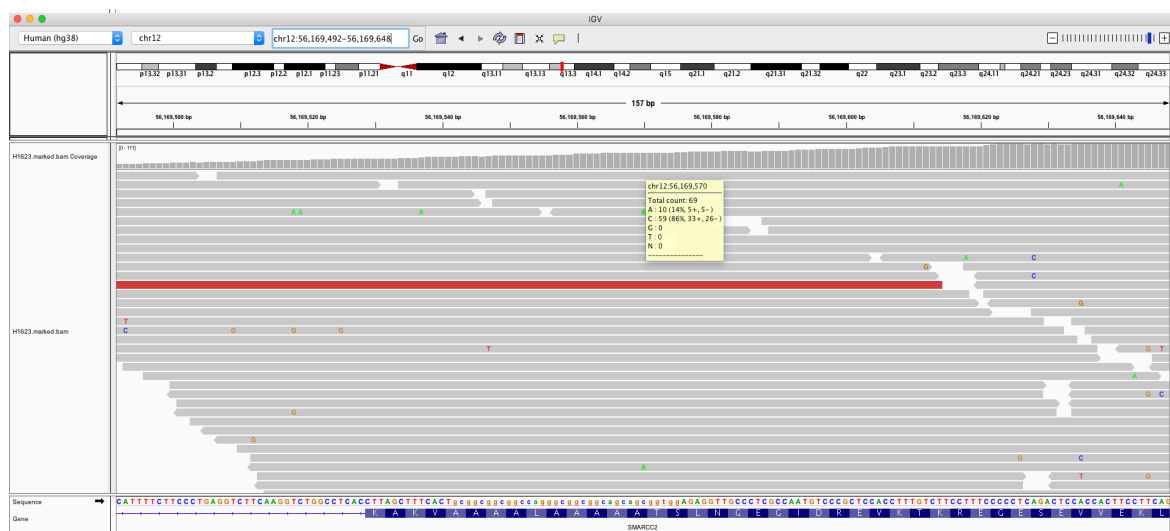 IGV
Human (hg38) chr12 chr12:56,169,492-56,169,648 Go
p13.32 p13.31 p13.2 p12.3 p12.2 p12.1 p11.23 p11.21 q11 q12 q13.11 q13.13 q13.3 q14.1 q14.2 q15 q21.1 q21.2 q21.31 q21.32 q22 q23.1 q23.2 q23.3 q24.11 q24.21 q24.23 q24.31 q24.32 q24.33
157 bp
56,169,500 bp 56,169,520 bp 56,169,540 bp 56,169,560 bp 56,169,580 bp 56,169,600 bp 56,169,620 bp 56,169,640 bp
H1623.marked.bam Coverage
[0 - 111]
chr12:56,169,570
Total count: 69
A : 10 (14%, 5+, 5- )
C : 59 (86%, 33+, 26- )
G : 0
T : 0
N : 0
---------------
A
A A A A
A C
G C
G
T
H1623.marked.bam
C G G G
T G T
A
G C
G
G
G C
A
T G
Sequence
CATTTTCTTCCCTGAGGTCTTCAAGGTCTGGCCTCACCTTAGCTTTCACTgcggcggcggccagggcggcggcagcagcggtggAGAGGTTGCCCTCGCCAATGTCCCGCTCCACCTTTGTCTTCCTTTCCCCCTCAGACTCCACCACTTCCTTCAG
Gene
K A K V A A A A L A A A A A T S L N G E G I D R E V K T K R E G E S E V V E K L
SMARCC2